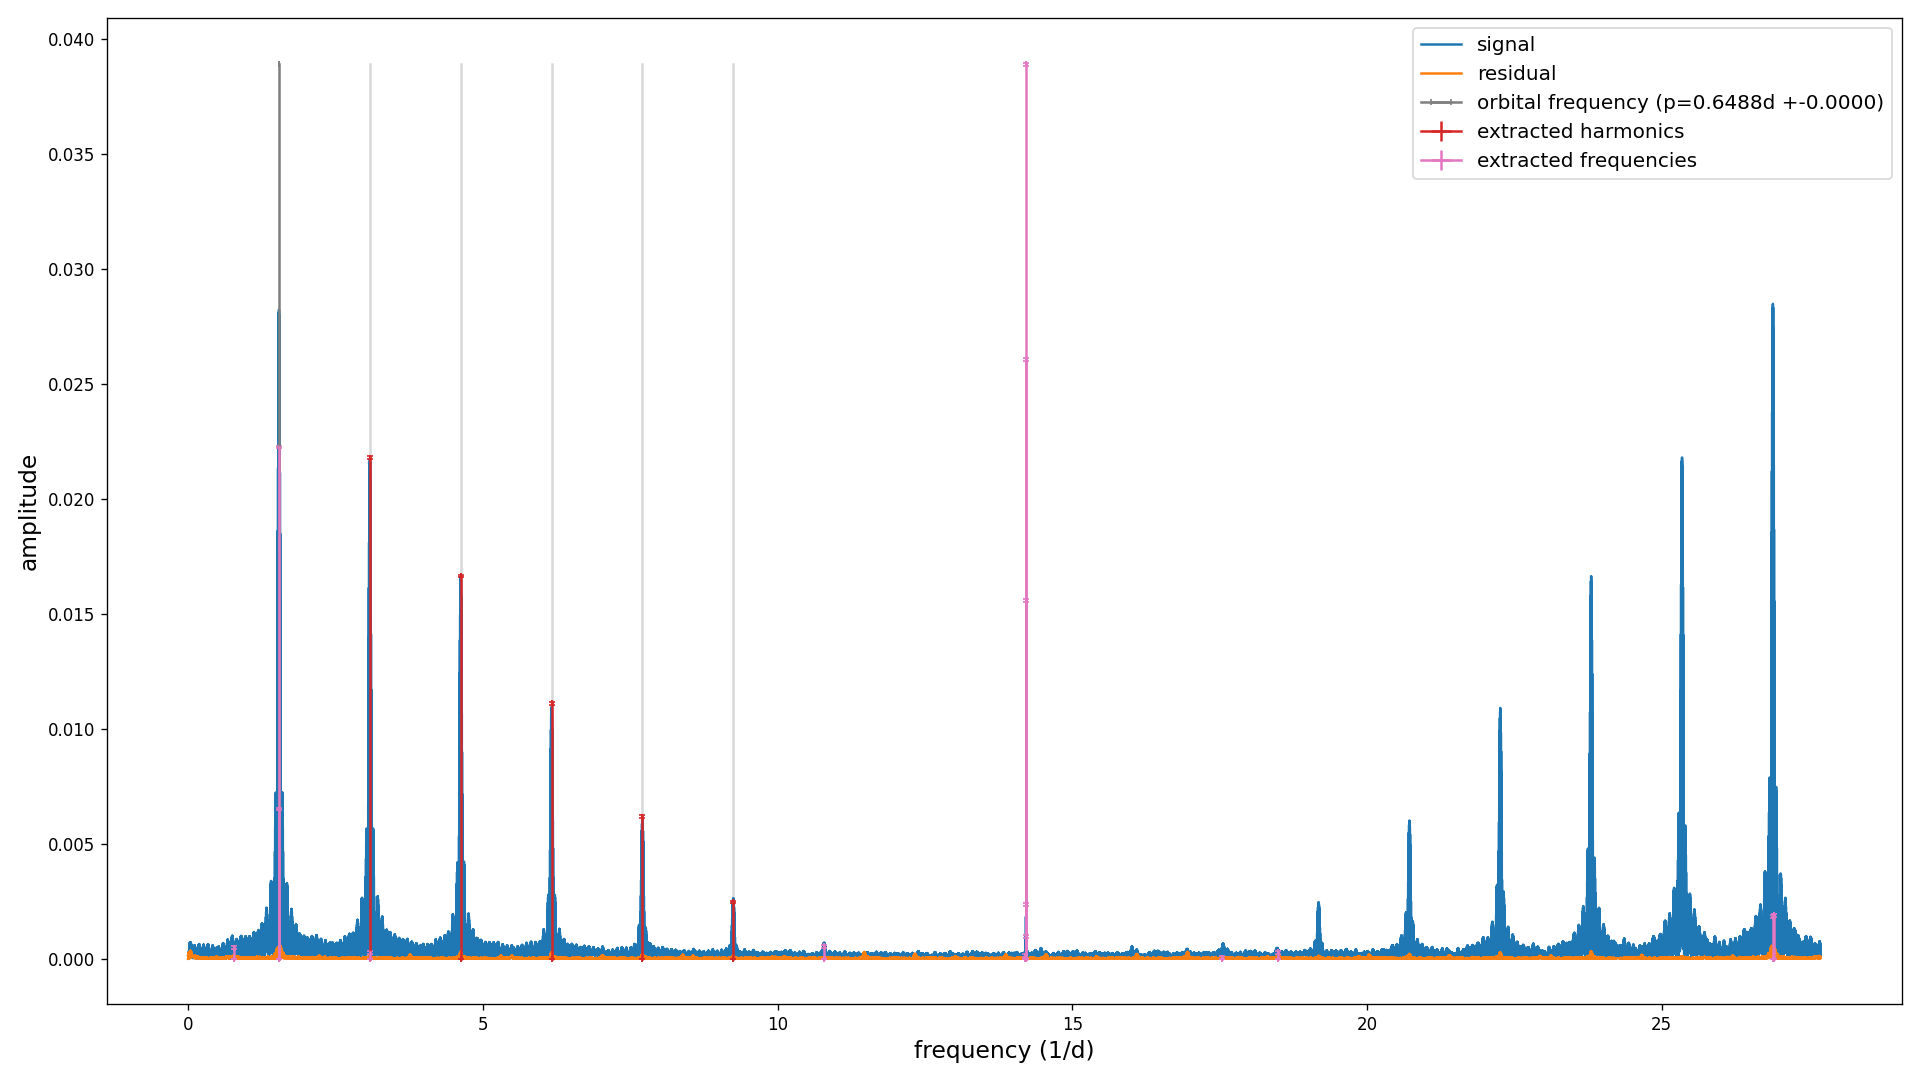 0.040
0.035
0.030
0.025
0.020
0.015
0.010
0.005
0.000
amplitude
0 5 10 15 20 25
frequency (1/d)
signal
residual
orbital frequency (p=0.6488d +-0.0000)
extracted harmonics
extracted frequencies